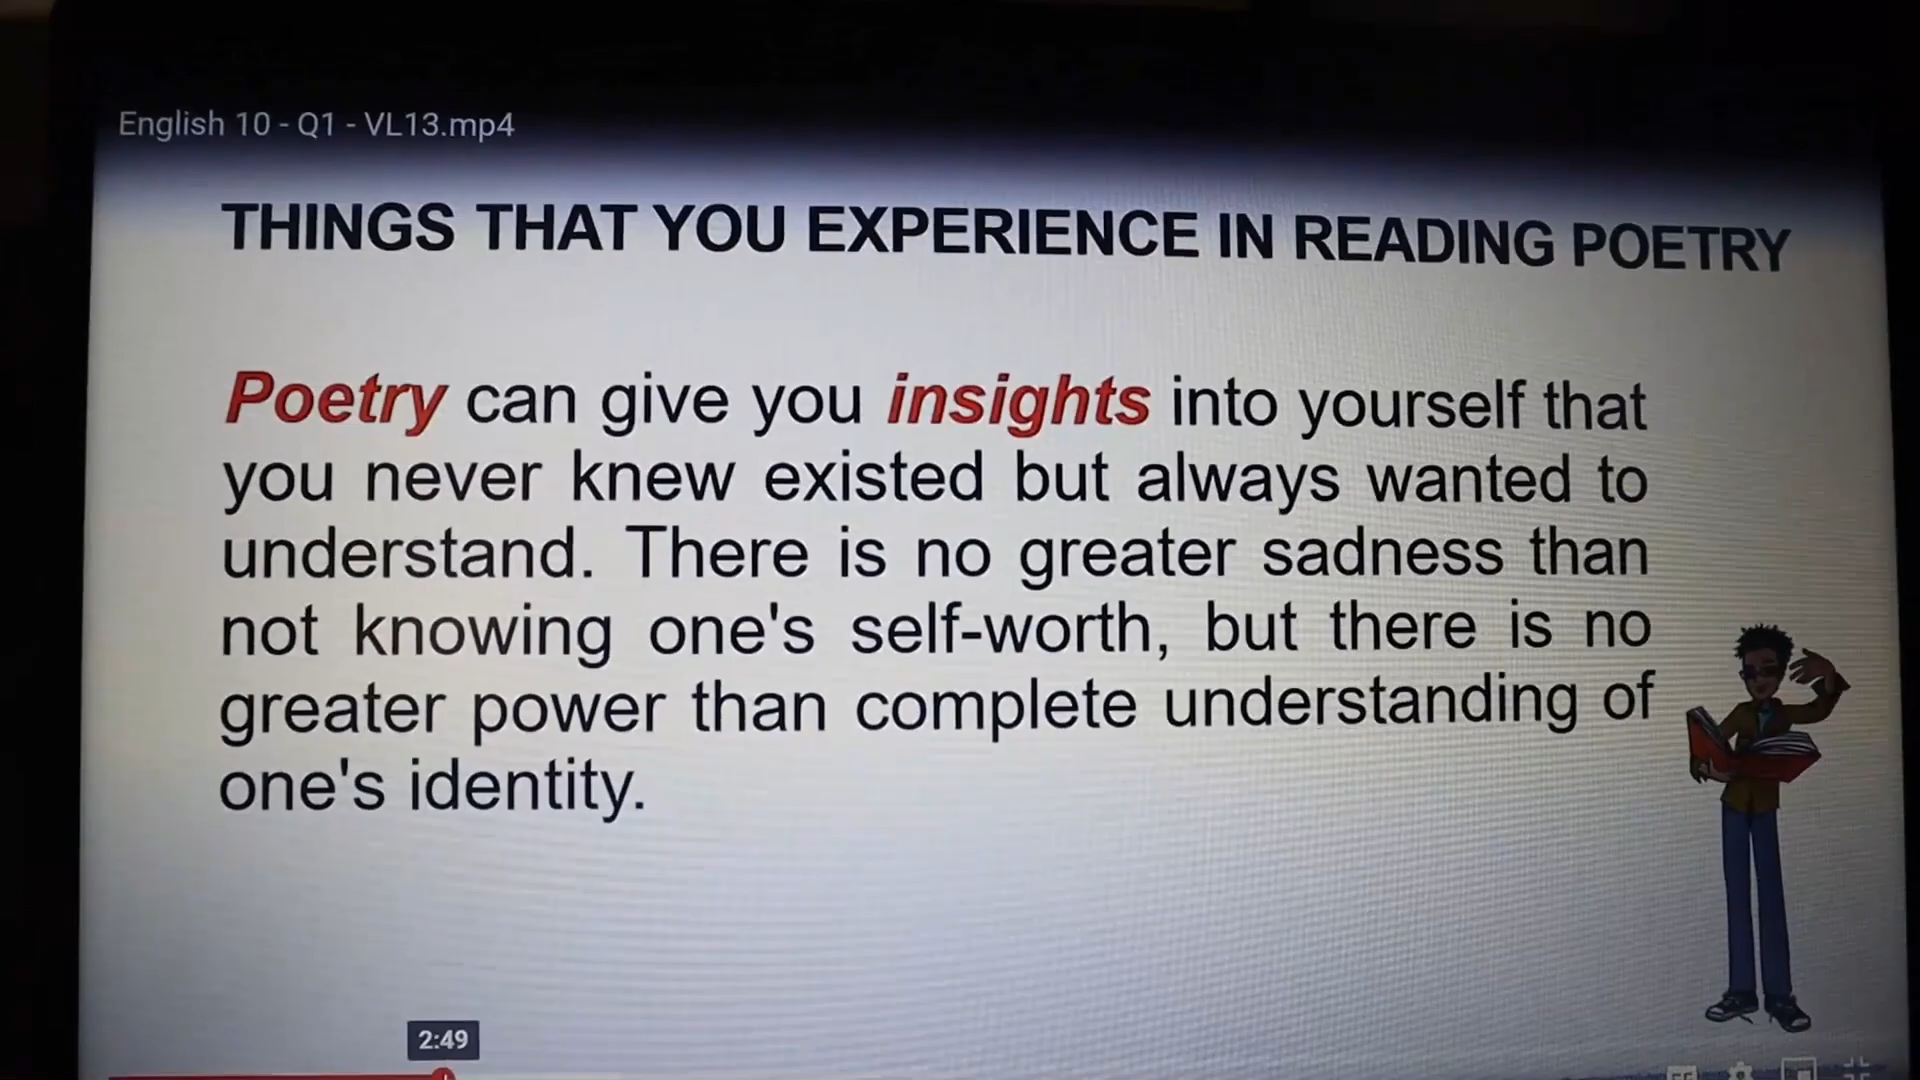 English 10 - Q1 - VL13.mp4
THINGS THAT YOU EXPERIENCE IN READING POETRY
Poetry can give you insights into yourself that
you never knew existed but always wanted to
understand. There is no greater sadness than
not knowing one's self-worth, but there is no
greater power than complete understanding of
one's identity.
2:49